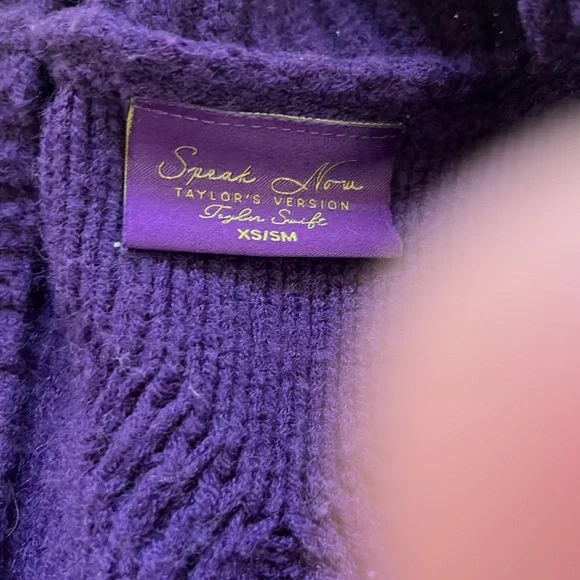 Speak Now
TAYLOR'S VERSION
Taylor Swift
XS/SM